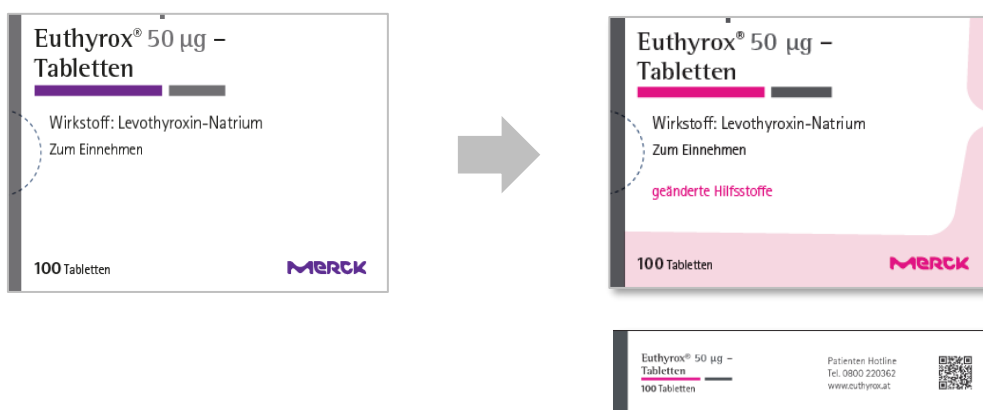 Euthyrox® 50 µg –
Tabletten
Wirkstoff: Levothyroxin-Natrium
Zum Einnehmen
100 Tabletten
MERCK
Euthyrox® 50 µg –
Tabletten
Wirkstoff: Levothyroxin-Natrium
Zum Einnehmen
geänderte Hilfsstoffe
100 Tabletten
MERCK
Euthyrox® 50 µg –
Tabletten
100 Tabletten
Patienten Hotline
Tel. 0800 220362
www.euthyrox.at